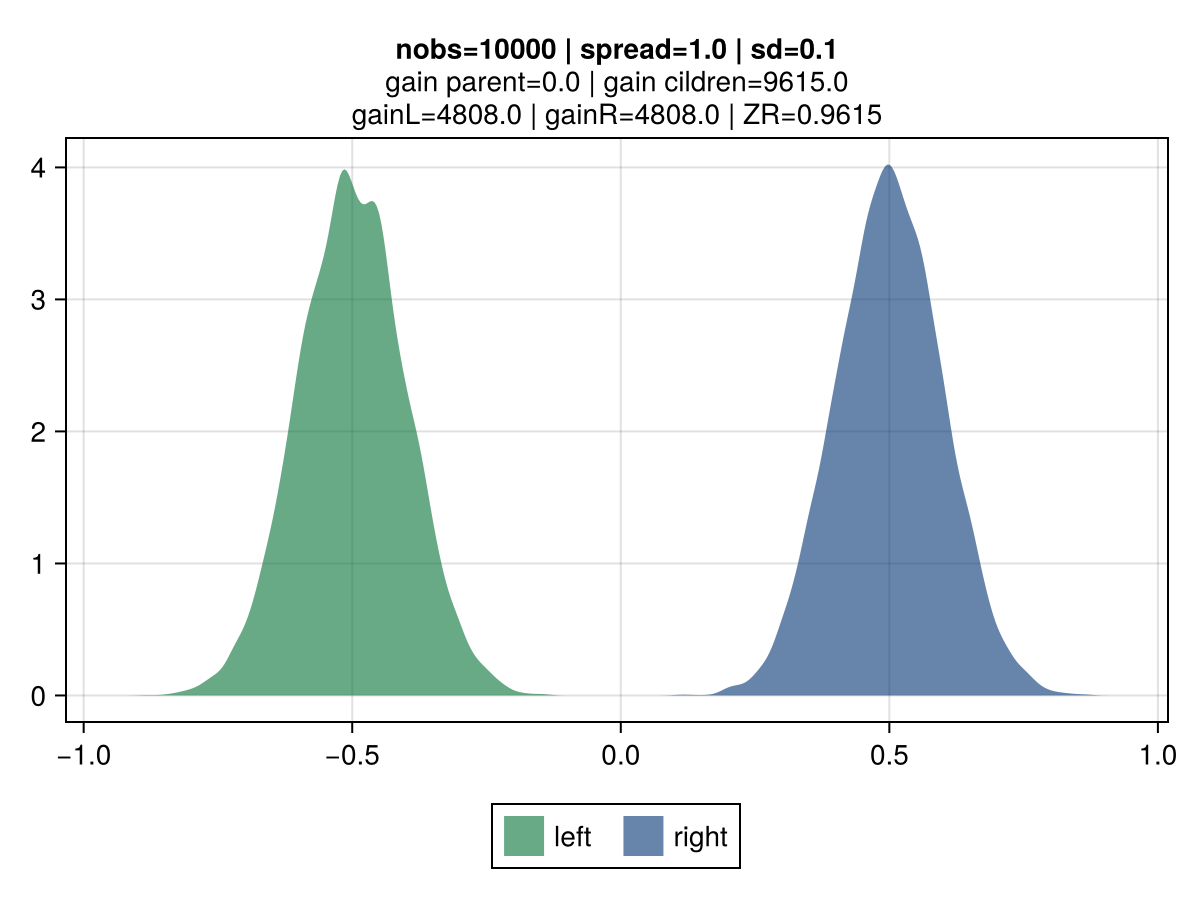 nobs=10000 | spread=1.0 | sd=0.1
gain parent=0.0 | gain cildren=9615.0
gainL=4808.0 | gainR=4808.0 | ZR=0.9615
4
3
2
1
0
−1.0
−0.5
0.0
0.5
1.0
left
right